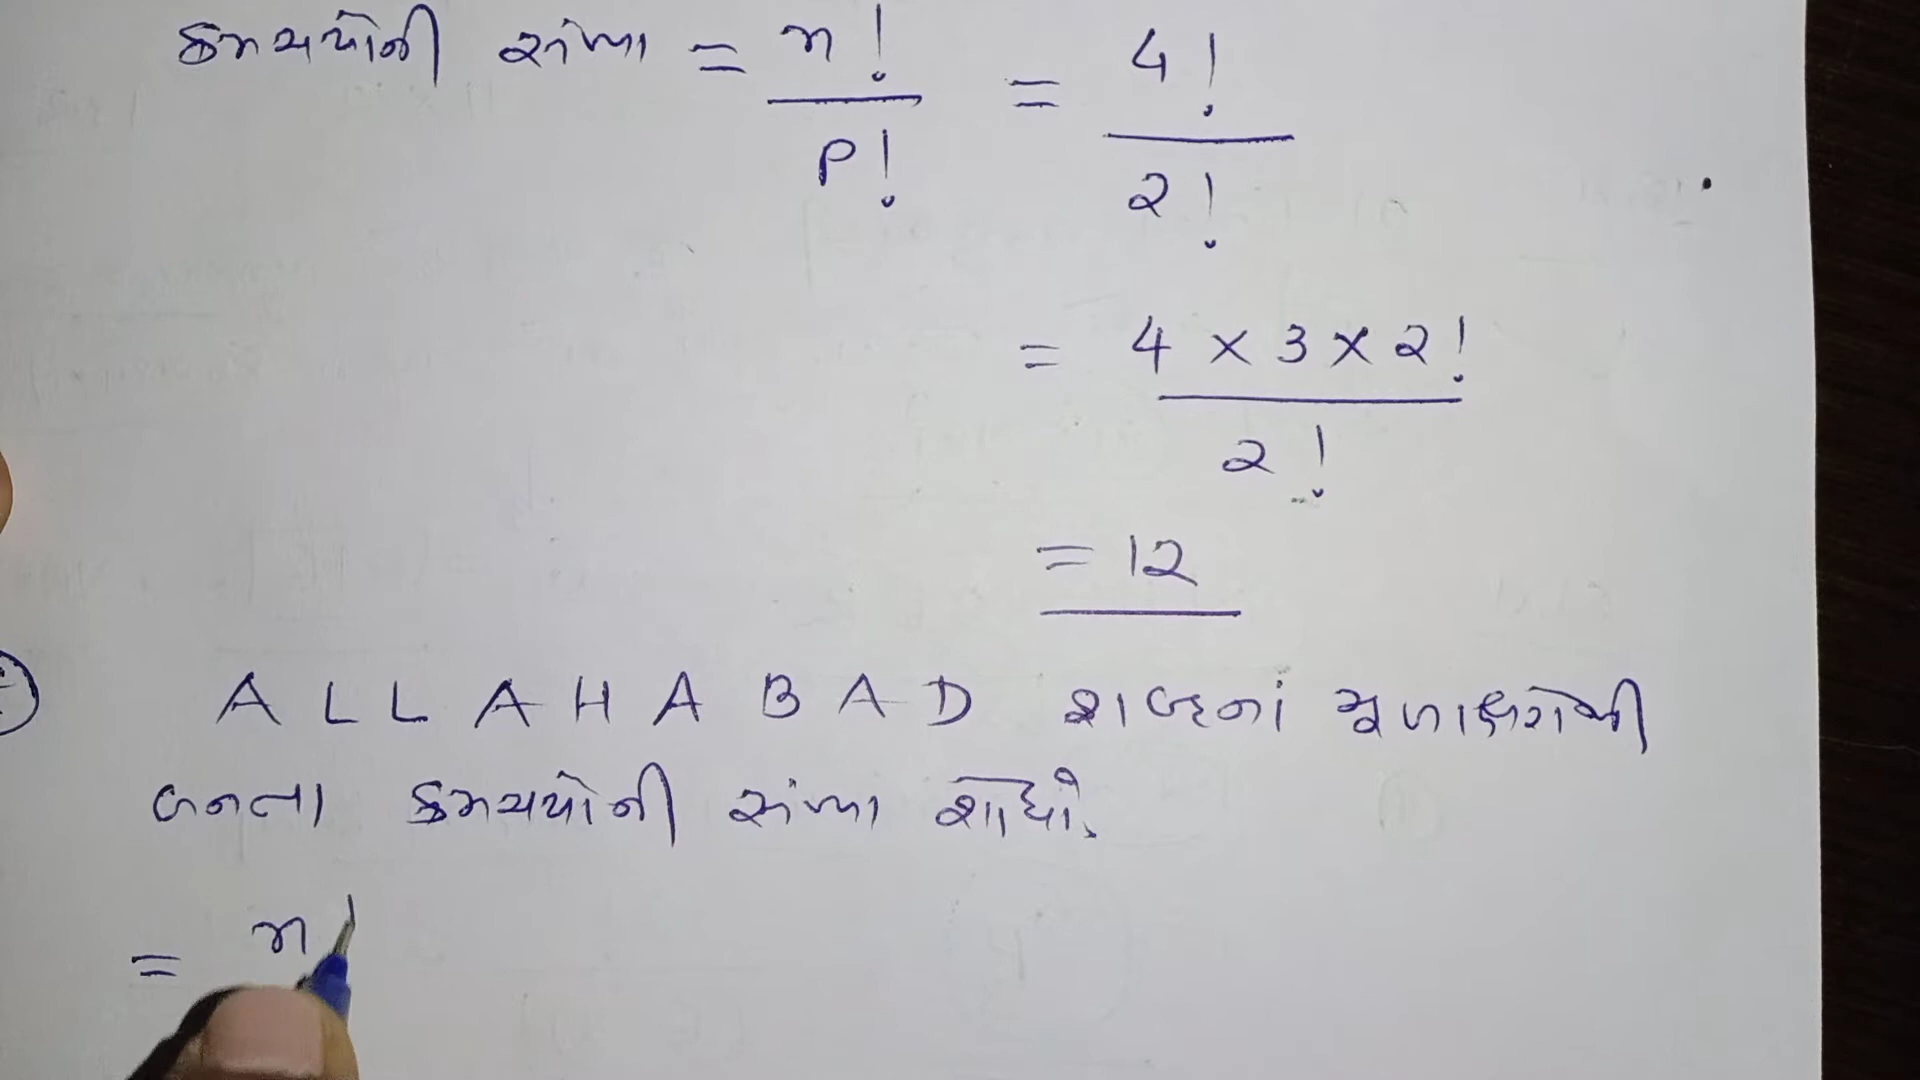 ક્રમચયોની સંખ્યા = n! / P! = 4! / 2!
= 4 × 3 × 2! / 2!
= 12
ALLAHABAD શબ્દનાં મૂળાક્ષરોથી
બનતા ક્રમચયોની સંખ્યા શોધો.
= n